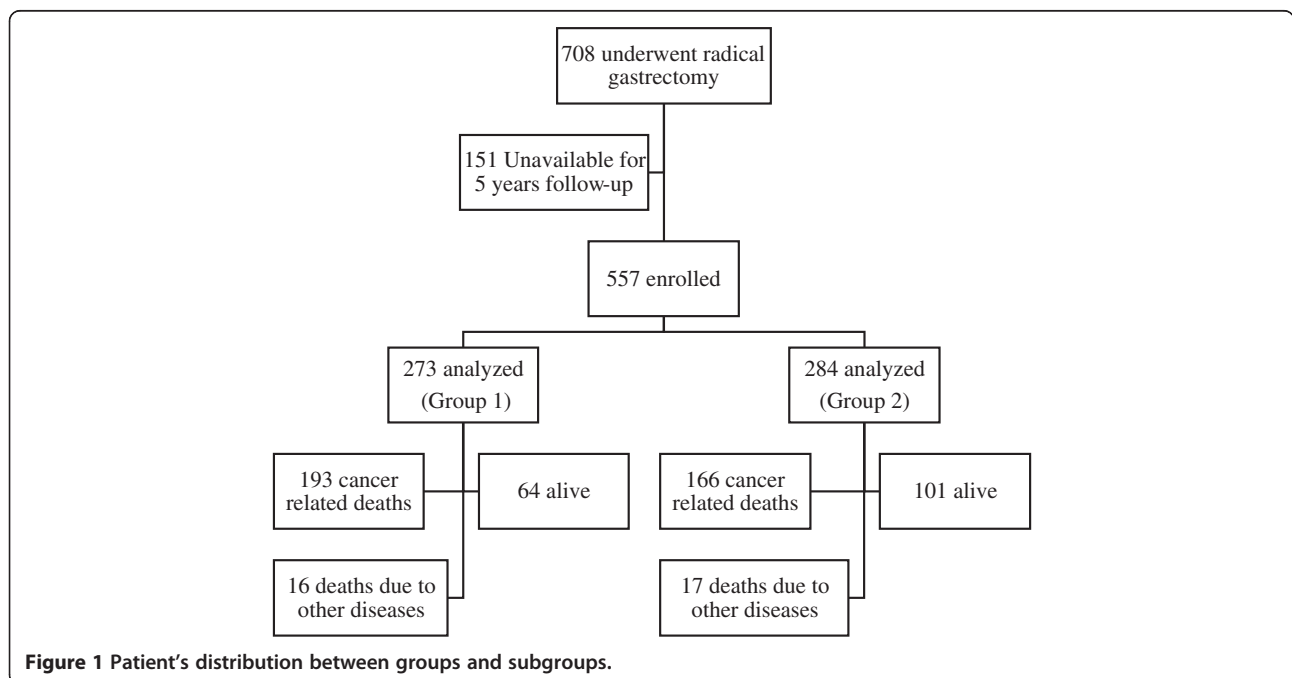 708 underwent radical
gastrectomy
151 Unavailable for
5 years follow-up
557 enrolled
273 analyzed
(Group 1)
284 analyzed
(Group 2)
193 cancer
related deaths
64 alive
166 cancer
related deaths
101 alive
16 deaths due to
other diseases
17 deaths due to
other diseases
Figure 1 Patient's distribution between groups and subgroups.